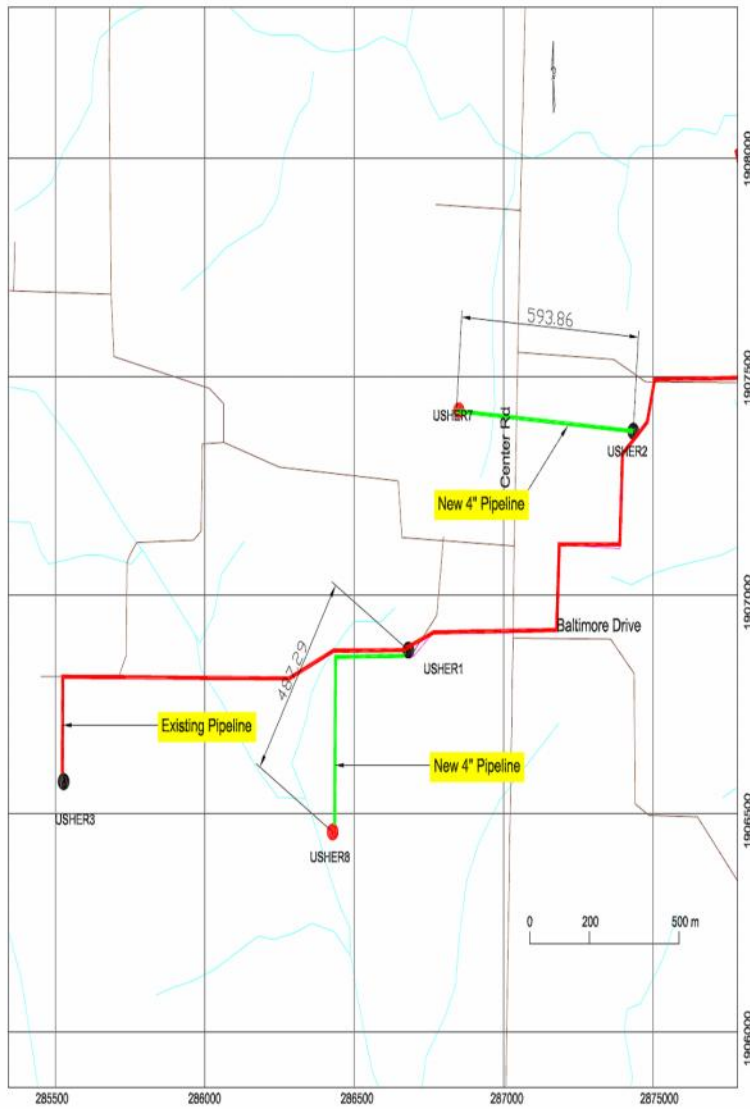 1908000
593.86
1907500
USHER7
Center Rd
USHER2
New 4" Pipeline
1907000
Baltimore Drive
487.29
USHER1
Existing Pipeline
New 4" Pipeline
1906500
USHER3
USHER8
0 200 500 m
1906000
285500 286000 286500 287000 2875000